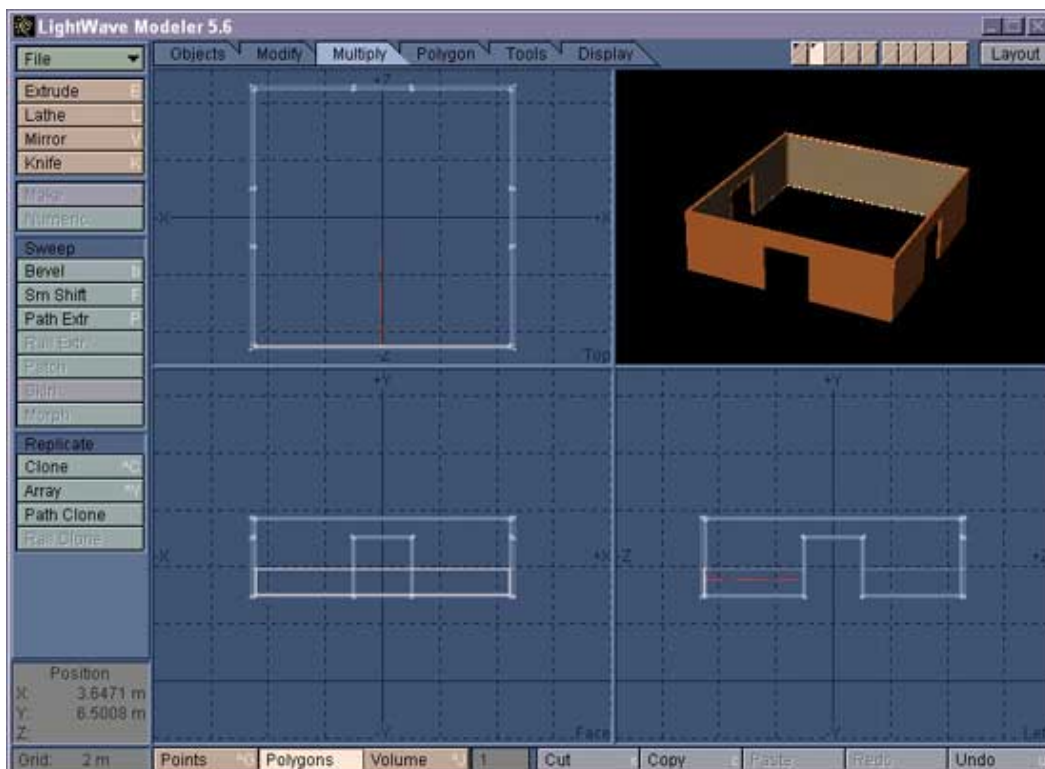 LightWave Modeler 5.6
File
Objects
Modify
Multiply
Polygon
Tools
Display
Layout
Extrude E
Lathe L
Mirror V
Knife K
Make
Numeric
Sweep
Bevel b
Sm Shift F
Path Extr P
Rail Extr
Patch
Skin
Morph
Replicate
Clone ^C
Array ^Y
Path Clone
Rail Clone
+Z
-X
+X
-Z
Top
+Y
-X
+X
-Y
Face
+Y
-Z
+Z
-Y
Left
Position
X: 3.6471 m
Y: 6.5008 m
Z:
Grid: 2 m
Points ^G
Polygons
Volume ^J
1
Cut
Copy
Paste
Redo
Undo